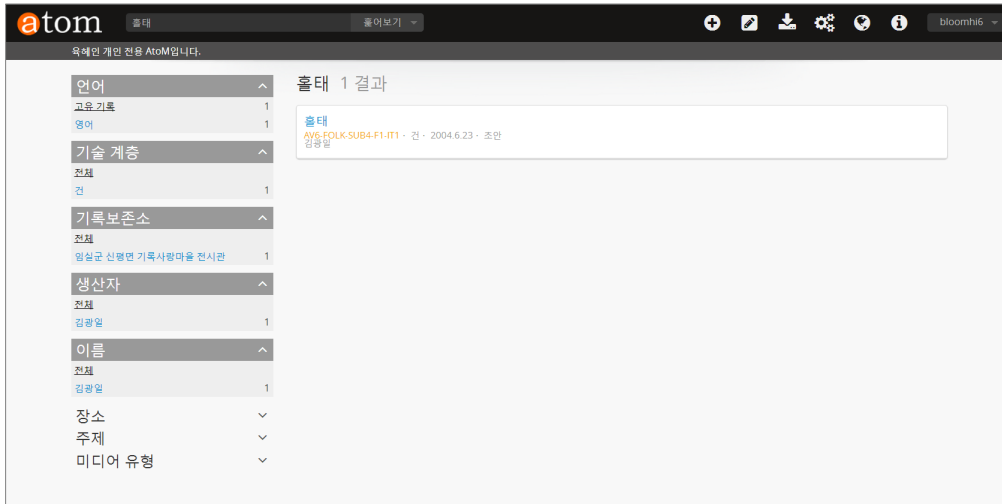 atom 홀태 훑어보기 bloomhi6
육혜인 개인 전용 AtoM입니다.
언어
고유 기록 1
영어 1
기술 계층
전체
건 1
기록보존소
전체
임실군 신평면 기록사랑마을 전시관 1
생산자
전체
김광일 1
이름
전체
김광일 1
장소
주제
미디어 유형
홀태 1 결과
홀태
AV6-FOLK-SUB4-F1-IT1 · 건 · 2004.6.23 · 초안
김광일